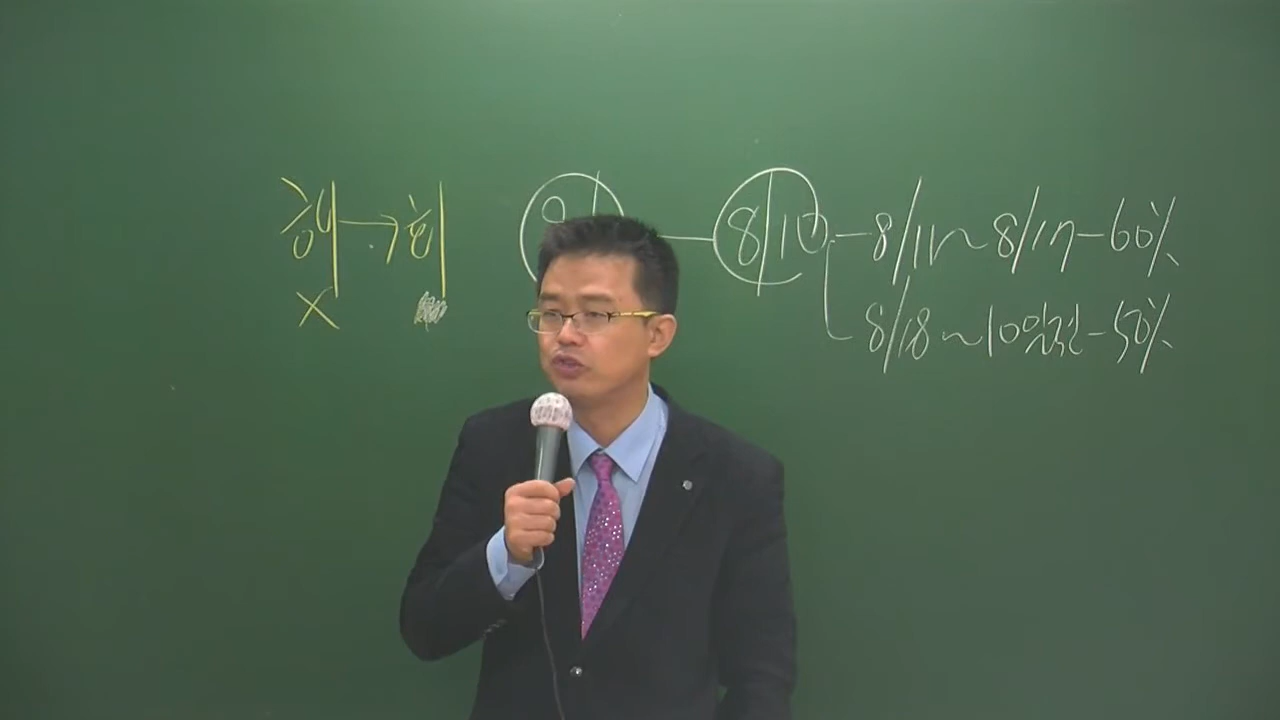 해 → 회 8/10 - 8/11 ~ 8/17 - 60%
X 8/18 ~ 10일전 - 50%